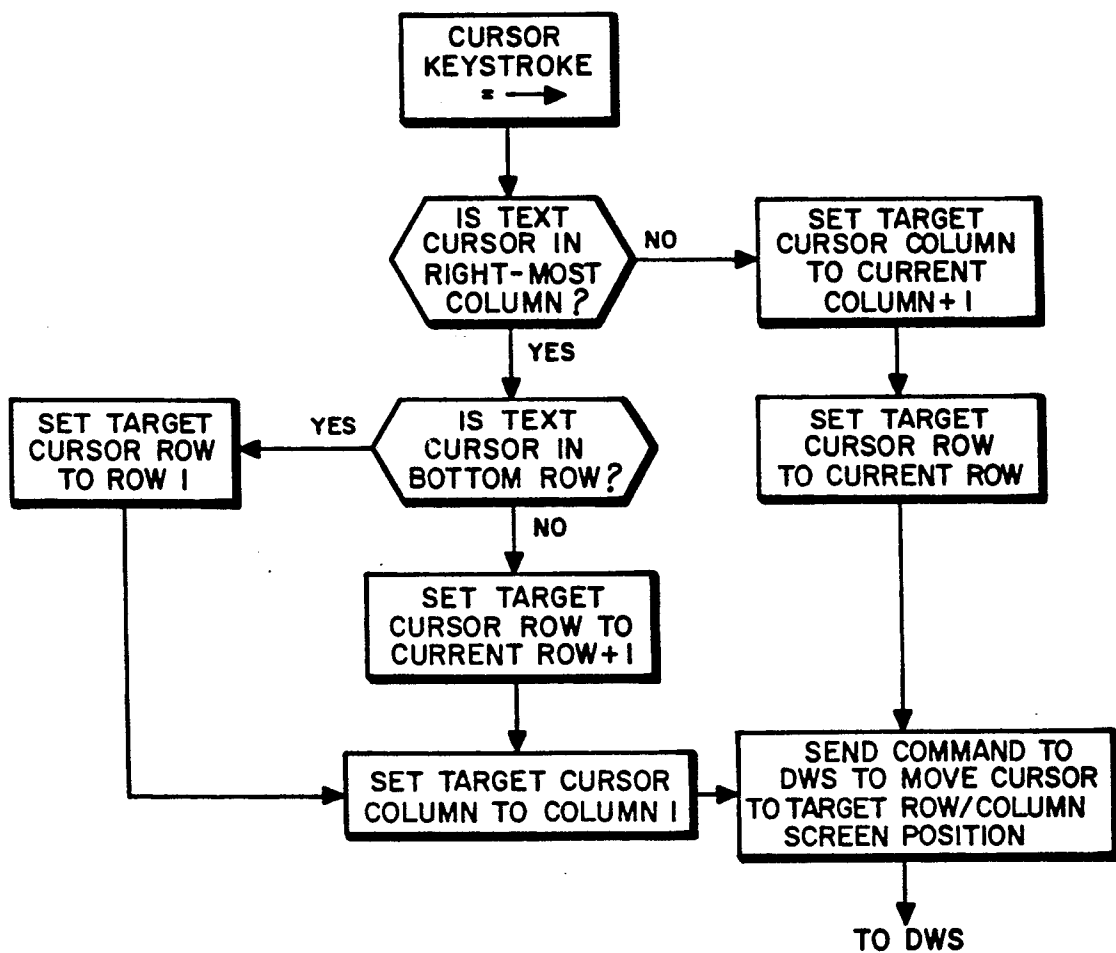 CURSOR
KEYSTROKE
= →
IS TEXT
CURSOR IN
RIGHT-MOST
COLUMN?
NO
SET TARGET
CURSOR COLUMN
TO CURRENT
COLUMN+1
YES
SET TARGET
CURSOR ROW
TO ROW 1
YES
IS TEXT
CURSOR IN
BOTTOM ROW?
SET TARGET
CURSOR ROW
TO CURRENT ROW
NO
SET TARGET
CURSOR ROW TO
CURRENT ROW+1
SET TARGET CURSOR
COLUMN TO COLUMN 1
SEND COMMAND TO
DWS TO MOVE CURSOR
TO TARGET ROW/COLUMN
SCREEN POSITION
TO DWS